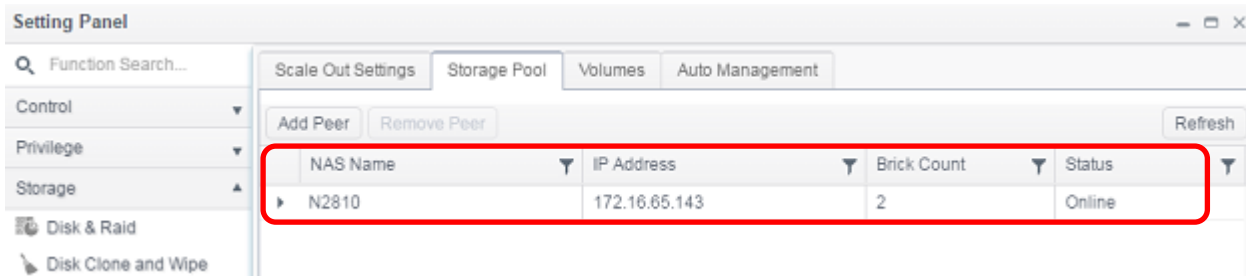 Setting Panel
Function Search...
Scale Out Settings Storage Pool Volumes Auto Management
Control
Add Peer Remove Peer Refresh
Privilege
NAS Name IP Address Brick Count Status
Storage
N2810 172.16.65.143 2 Online
Disk & Raid
Disk Clone and Wipe